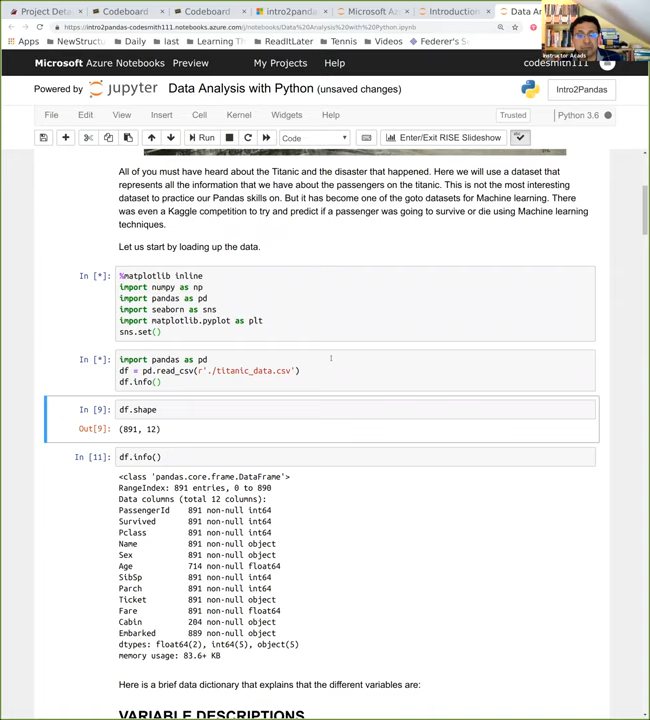 Project Deta
Codeboard
Codeboard
intro2panda
Microsoft A
Introduction
Data An
https://intro2pandas-codesmith111.notebooks.azure.com/j/notebooks/Data%20Analysis%20with%20Python.ipynb
Apps NewStructu Daily last Learning Th ReadItLater Tennis Videos Federer's S
Instructor Acads
Microsoft Azure Notebooks Preview My Projects Help codesmith111
Powered by jupyter Data Analysis with Python (unsaved changes) Intro2Pandas
File Edit View Insert Cell Kernel Widgets Help Trusted Python 3.6
Run Code Enter/Exit RISE Slideshow
All of you must have heard about the Titanic and the disaster that happened. Here we will use a dataset that
represents all the information that we have about the passengers on the titanic. This is not the most interesting
dataset to practice our Pandas skills on. But it has become one of the goto datasets for Machine learning. There
was even a Kaggle competition to try and predict if a passenger was going to survive or die using Machine learning
techniques.
Let us start by loading up the data.
In [*]: %matplotlib inline
import numpy as np
import pandas as pd
import seaborn as sns
import matplotlib.pyplot as plt
sns.set()
In [*]: import pandas as pd
df = pd.read_csv(r'./titanic_data.csv')
df.info()
In [9]: df.shape
Out[9]: (891, 12)
In [11]: df.info()
<class 'pandas.core.frame.DataFrame'>
RangeIndex: 891 entries, 0 to 890
Data columns (total 12 columns):
PassengerId 891 non-null int64
Survived 891 non-null int64
Pclass 891 non-null int64
Name 891 non-null object
Sex 891 non-null object
Age 714 non-null float64
SibSp 891 non-null int64
Parch 891 non-null int64
Ticket 891 non-null object
Fare 891 non-null float64
Cabin 204 non-null object
Embarked 889 non-null object
dtypes: float64(2), int64(5), object(5)
memory usage: 83.6+ KB
Here is a brief data dictionary that explains that the different variables are:
VARIABLE DESCRIPTIONS